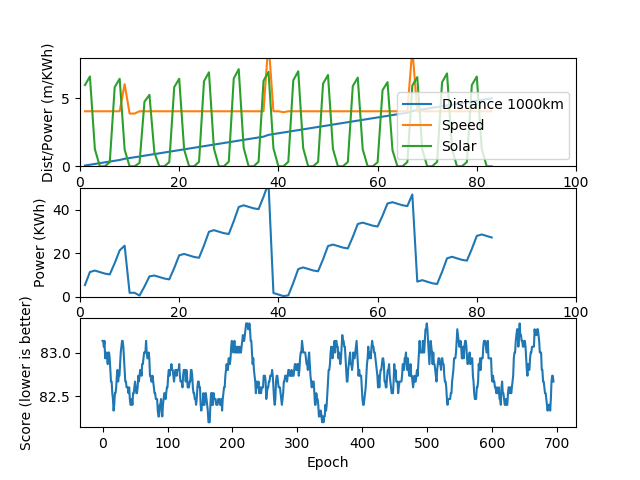 Dist/Power (m/KWh)
5
0
Distance 1000km
Speed
Solar
0 20 40 60 80 100
Power (KWh)
40
20
0
0 20 40 60 80 100
Score (lower is better)
83.0
82.5
0 100 200 300 400 500 600 700
Epoch